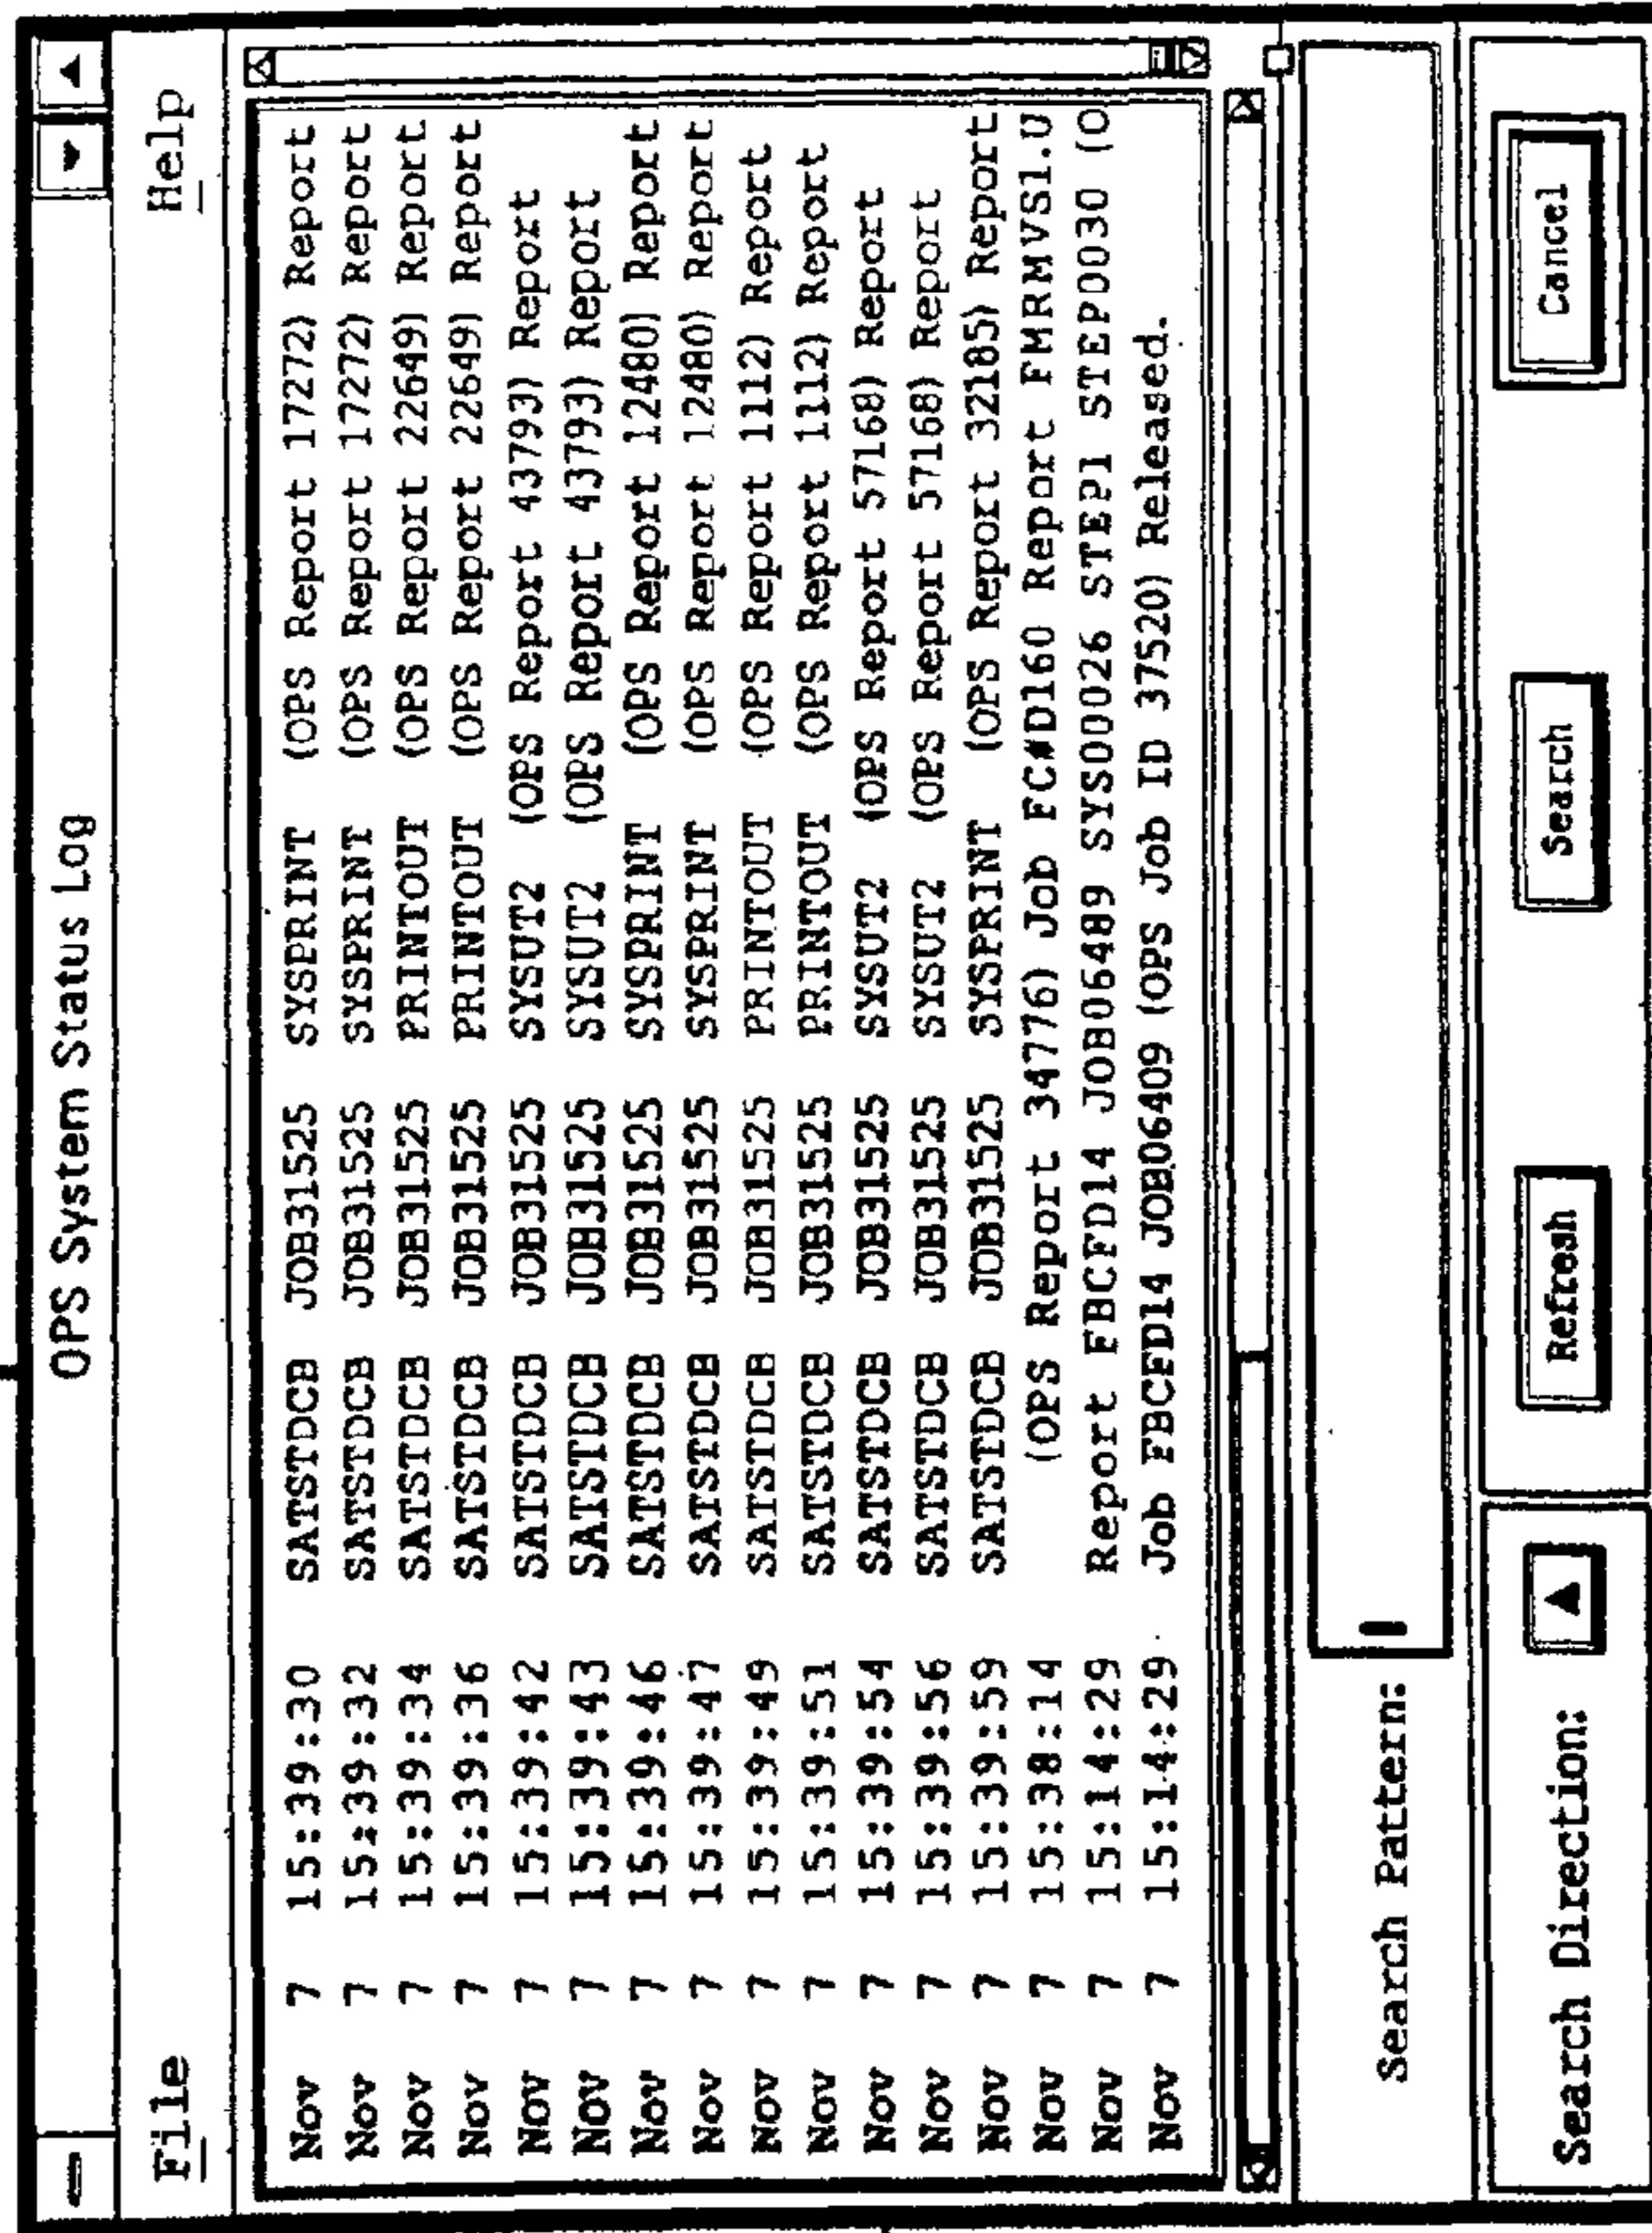 OPS System Status Log
File Help
Nov 7 15:39:30 SATSTDCB JOB31525 SYSPRINT (OPS Report 17272) Report
Nov 7 15:39:32 SATSTDCB JOB31525 SYSPRINT (OPS Report 17272) Report
Nov 7 15:39:34 SATSTDCB JOB31525 PRINTOUT (OPS Report 22649) Report
Nov 7 15:39:36 SATSTDCB JOB31525 PRINTOUT (OPS Report 22649) Report
Nov 7 15:39:42 SATSTDCB JOB31525 SYSUT2 (OPS Report 43793) Report
Nov 7 15:39:43 SATSTDCB JOB31525 SYSUT2 (OPS Report 43793) Report
Nov 7 15:39:46 SATSTDCB JOB31525 SYSPRINT (OPS Report 12480) Report
Nov 7 15:39:47 SATSTDCB JOB31525 SYSPRINT (OPS Report 12480) Report
Nov 7 15:39:49 SATSTDCB JOB31525 PRINTOUT (OPS Report 1112) Report
Nov 7 15:39:51 SATSTDCB JOB31525 PRINTOUT (OPS Report 1112) Report
Nov 7 15:39:54 SATSTDCB JOB31525 SYSUT2 (OPS Report 57168) Report
Nov 7 15:39:56 SATSTDCB JOB31525 SYSUT2 (OPS Report 57168) Report
Nov 7 15:39:59 SATSTDCB JOB31525 SYSPRINT (OPS Report 32185) Report
Nov 7 15:38:14 (OPS Report 34776) Job FC#D160 Report FMRMVS1.U
Nov 7 15:14:29 Report FBCFD14 JOB06489 SYS00026 STEP1 STEP0030 (O
Nov 7 15:14:29 Job FBCFD14 JOB06409 (OPS Job ID 37520) Released.
Search Pattern:
Search Direction: Refresh Search Cancel